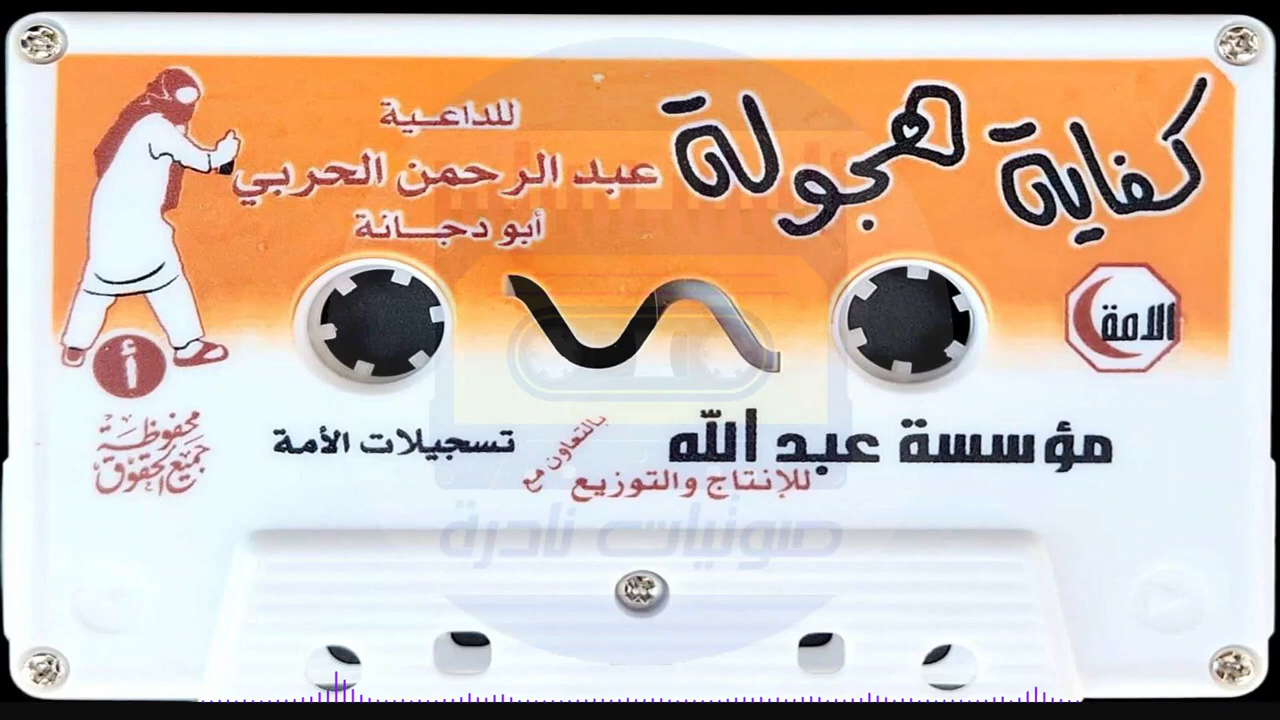 كفاية هجولة
للداعية
عبد الرحمن الحربي
أبو دجانة
الامة
أ
مؤسسة عبد الله
للإنتاج والتوزيع
بالتعاون مع
تسجيلات الأمة
محفوظة
جميع الحقوق
صوتيات نادرة